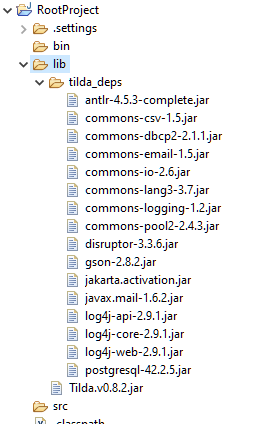 RootProject
.settings
bin
lib
tilda_deps
antlr-4.5.3-complete.jar
commons-csv-1.5.jar
commons-dbcp2-2.1.1.jar
commons-email-1.5.jar
commons-io-2.6.jar
commons-lang3-3.7.jar
commons-logging-1.2.jar
commons-pool2-2.4.3.jar
disruptor-3.3.6.jar
gson-2.8.2.jar
jakarta.activation.jar
javax.mail-1.6.2.jar
log4j-api-2.9.1.jar
log4j-core-2.9.1.jar
log4j-web-2.9.1.jar
postgresql-42.2.5.jar
Tilda.v0.8.2.jar
src
.classpath